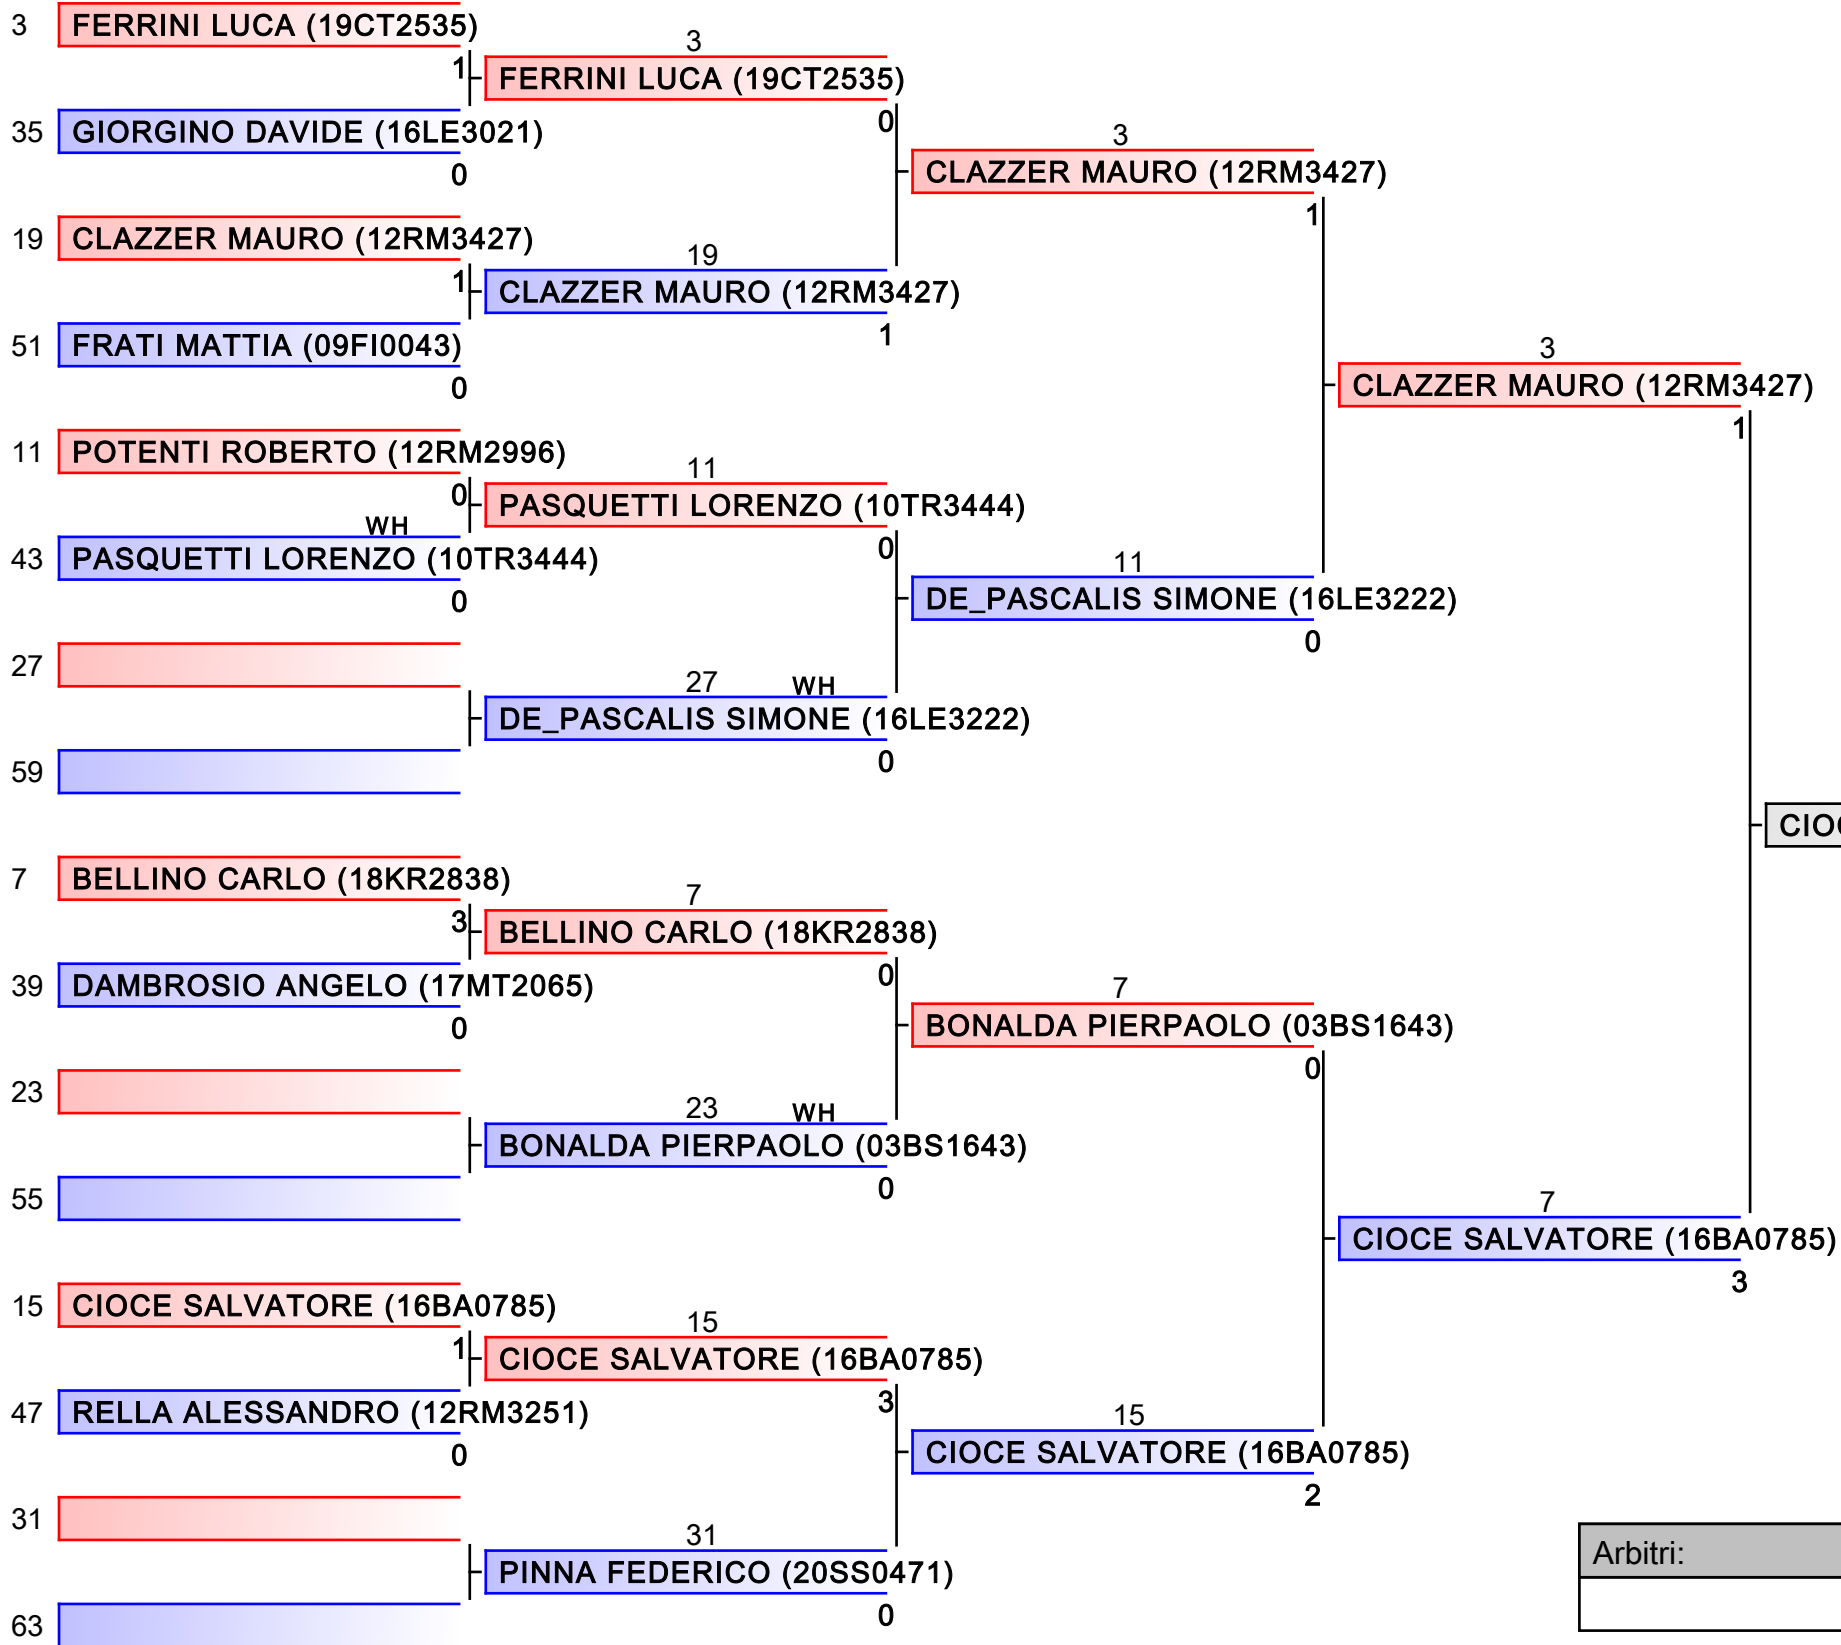 3 FERRINI LUCA (19CT2535)
1
35 GIORGINO DAVIDE (16LE3021)
0
19 CLAZZER MAURO (12RM3427)
1
51 FRATI MATTIA (09FI0043)
0
11 POTENTI ROBERTO (12RM2996)
0
WH
43 PASQUETTI LORENZO (10TR3444)
0
27
59
7 BELLINO CARLO (18KR2838)
3
39 DAMBROSIO ANGELO (17MT2065)
0
23
55
15 CIOCE SALVATORE (16BA0785)
1
47 RELLA ALESSANDRO (12RM3251)
0
31
63
3
FERRINI LUCA (19CT2535)
0
19
CLAZZER MAURO (12RM3427)
1
11
PASQUETTI LORENZO (10TR3444)
0
27 WH
DE_PASCALIS SIMONE (16LE3222)
0
7
BELLINO CARLO (18KR2838)
0
23 WH
BONALDA PIERPAOLO (03BS1643)
0
15
CIOCE SALVATORE (16BA0785)
3
31
PINNA FEDERICO (20SS0471)
0
3
CLAZZER MAURO (12RM3427)
1
11
DE_PASCALIS SIMONE (16LE3222)
0
7
BONALDA PIERPAOLO (03BS1643)
0
15
CIOCE SALVATORE (16BA0785)
2
3
CLAZZER MAURO (12RM3427)
1
7
CIOCE SALVATORE (16BA0785)
3
Arbitri: